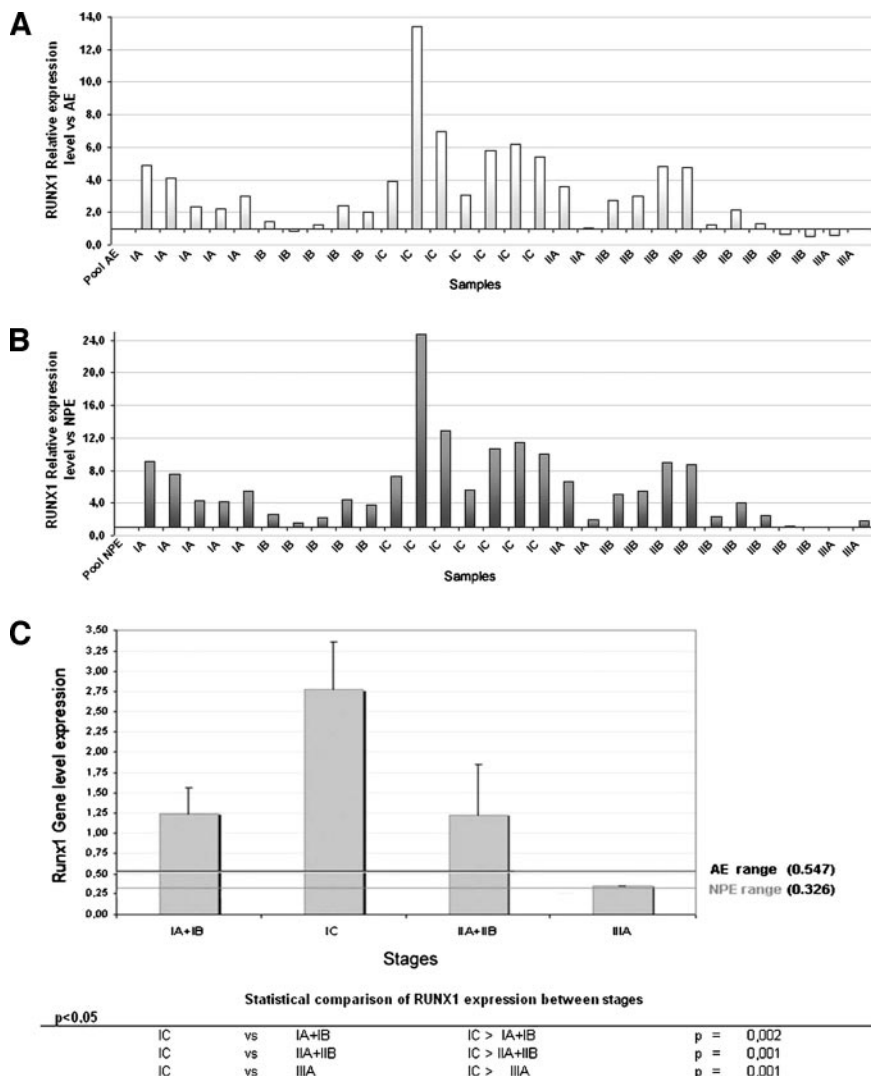 A
RUNX1 Relative expression level vs AE
14,0
12,0
10,0
8,0
6,0
4,0
2,0
0,0
Pool AE IA IA IA IA IA IB IB IB IB IB IC IC IC IC IC IC IC IIA IIA IIB IIB IIB IIB IIB IIB IIB IIB IIB IIIA IIIA
Samples
B
RUNX1 Relative expression level vs NPE
24,0
20,0
16,0
12,0
8,0
4,0
0,0
Pool NPE IA IA IA IA IA IB IB IB IB IB IC IC IC IC IC IC IC IIA IIA IIB IIB IIB IIB IIB IIB IIB IIB IIB IIIA IIIA
Samples
C
Runx1 Gene level expression
3,50
3,25
3,00
2,75
2,50
2,25
2,00
1,75
1,50
1,25
1,00
0,75
0,50
0,25
0,00
AE range (0.547)
NPE range (0.326)
IA+IB IC IIA+IIB IIIA
Stages
Statistical comparison of RUNX1 expression between stages
p<0.05
IC vs IA+IB IC > IA+IB p = 0,002
IC vs IIA+IIB IC > IIA+IIB p = 0,001
IC vs IIIA IC > IIIA p = 0,001